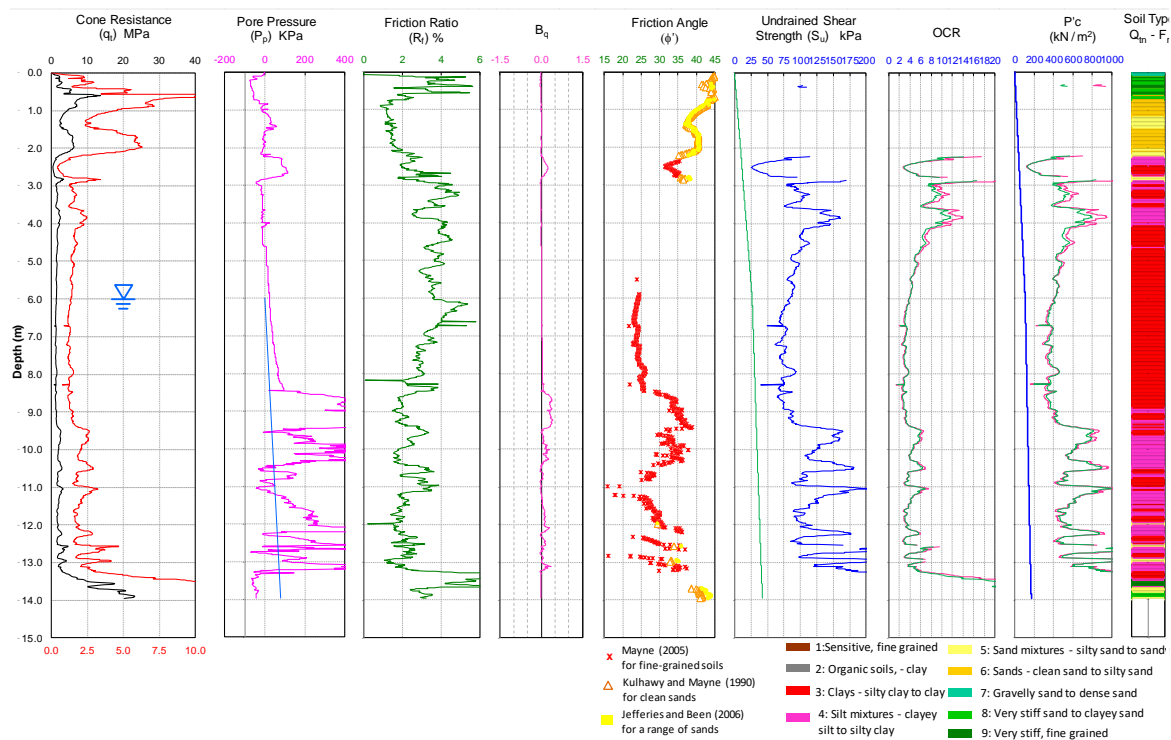 Cone Resistance
(qt) MPa
Pore Pressure
(Pp) KPa
Friction Ratio
(Rf) %
Bq
Friction Angle
(ϕ')
Undrained Shear
Strength (Su) kPa
OCR
P'c
(kN / m²)
Soil Type
Qtn - Fr
0 10 20 30 40
-200 0 200 400
0 2 4 6
-1.5 0.0 1.5
15 20 25 30 35 40 45
0 25 50 75 100 125 150 175 200
0 2 4 6 8 10 12 14 16 18 20
0 200 400 600 800 1000
Depth (m)
0.0
1.0
2.0
3.0
4.0
5.0
6.0
7.0
8.0
9.0
10.0
11.0
12.0
13.0
14.0
15.0
0.0 2.5 5.0 7.5 10.0
Mayne (2005)
for fine-grained soils
Kulhawy and Mayne (1990)
for clean sands
Jefferies and Been (2006)
for a range of sands
1:Sensitive, fine grained
2: Organic soils, - clay
3: Clays - silty clay to clay
4: Silt mixtures - clayey
silt to silty clay
5: Sand mixtures - silty sand to sandy
6: Sands - clean sand to silty sand
7: Gravelly sand to dense sand
8: Very stiff sand to clayey sand
9: Very stiff, fine grained